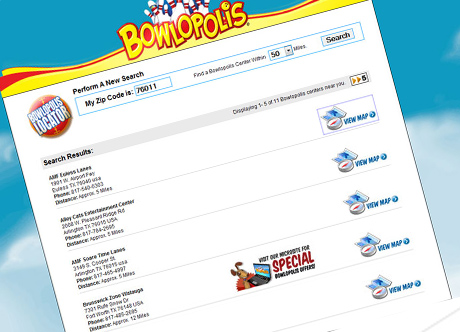 BOWLOPOLIS
Perform A New Search
My Zip Code is: 76011
Find a Bowlopolis Center Within 50 Miles.
Search
BOWLOPOLIS LOCATOR
Displaying 1- 5 of 11 Bowlopolis centers near you.
Search Results:
AMF Euless Lanes
1901 W. Airport Fwy
Euless TX 76040 usa
Phone: 817-540-0303
Distance: Approx. 5 Miles
VIEW MAP
Alley Cats Entertainment Center
2008 W. Pleasant Ridge Rd
Arlington TX 76015 USA
Phone: 817-784-2695
Distance: Approx. 5 Miles
VIEW MAP
AMF Spare Time Lanes
3149 S. Cooper St.
Arlington TX 76015 usa
Phone: 817-465-4997
Distance: Approx. 5 Miles
VIEW MAP
VISIT OUR MICROSITE FOR
SPECIAL
BOWLOPOLIS OFFERS!
Brunswick Zone Watauga
7301 Rufe Snow Dr
Fort Worth TX 76148 USA
Phone: 817-485-2695
Distance: Approx. 12 Miles
VIEW MAP
VIEW MAP